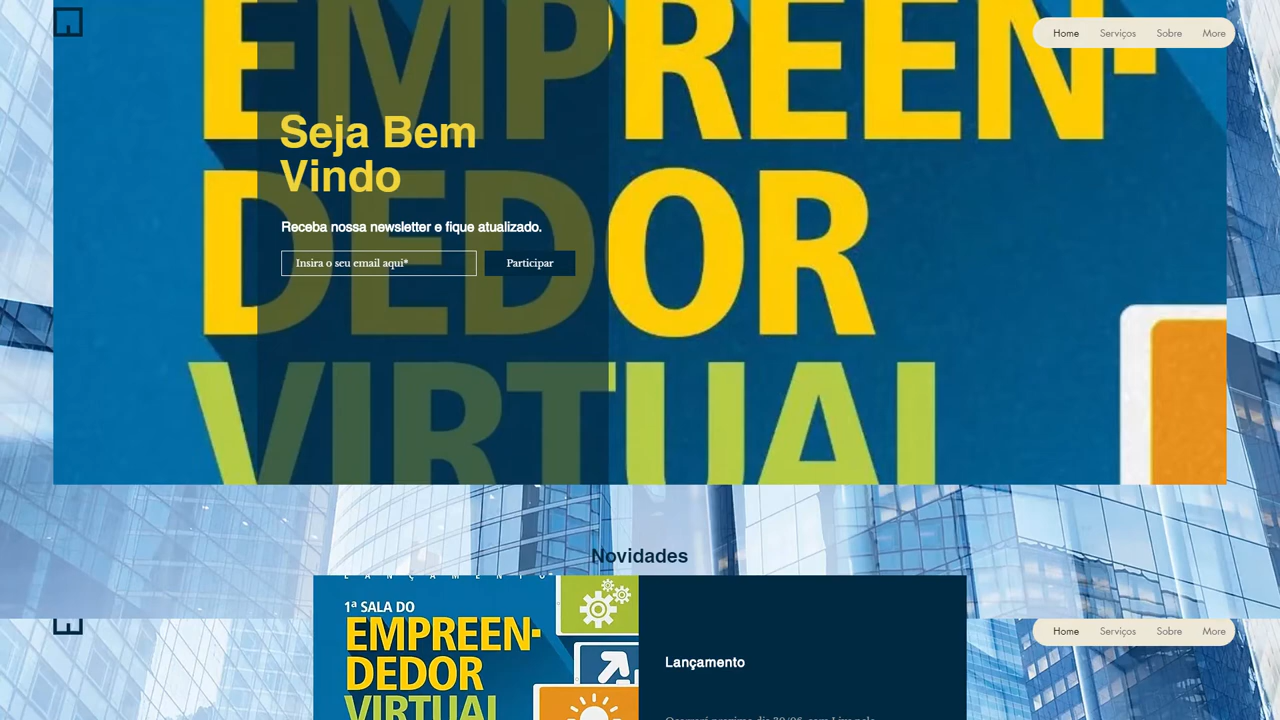 Home Serviços Sobre More
EMPREEN-
DEDOR
VIRTUAL
Seja Bem
Vindo
Receba nossa newsletter e fique atualizado.
Insira o seu email aqui*
Participar
Novidades
LANÇAMENTO
1ª SALA DO
EMPREEN-
DEDOR
VIRTUAL
Lançamento
Home Serviços Sobre More